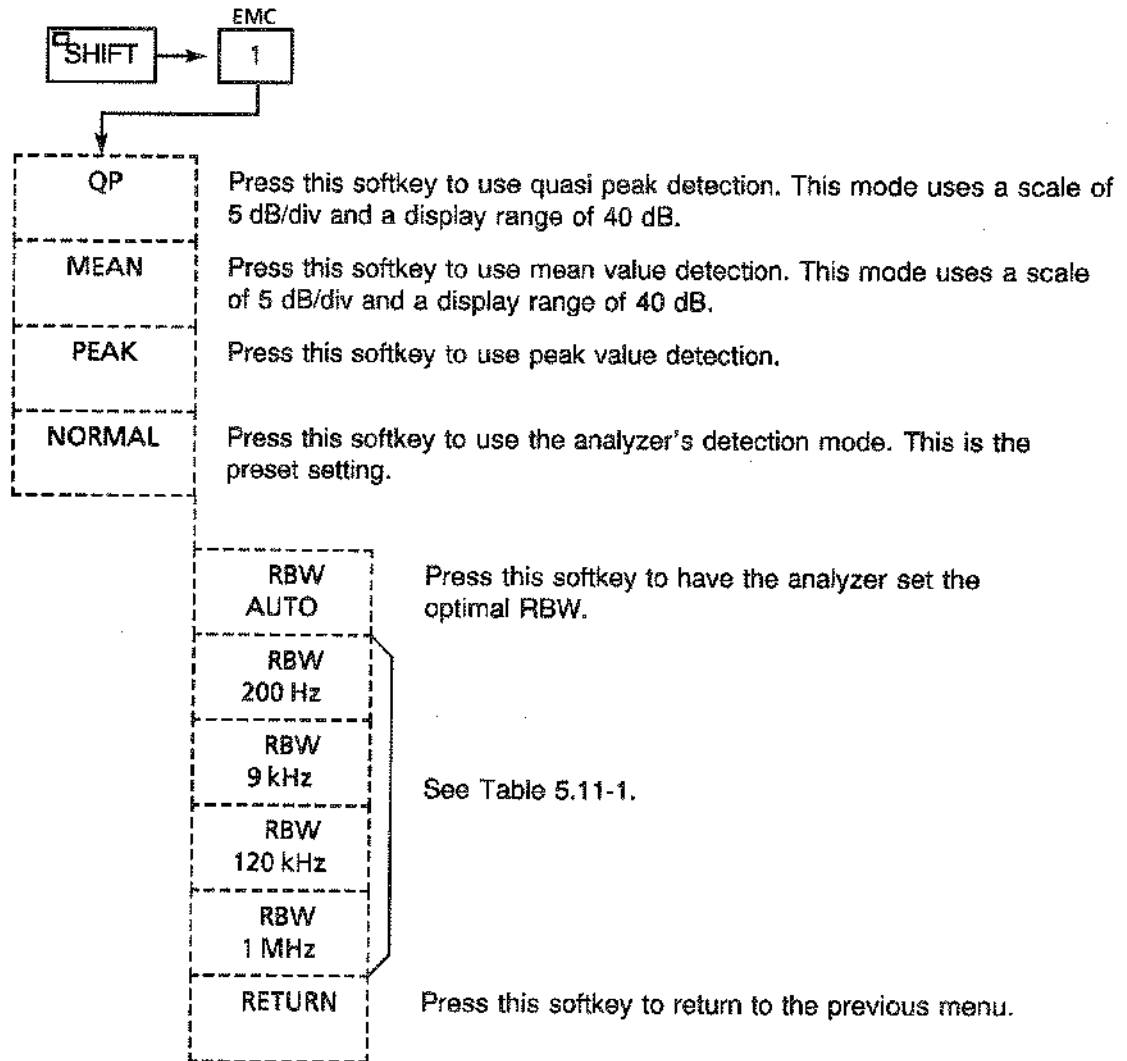 EMC
SHIFT
1
QP
Press this softkey to use quasi peak detection. This mode uses a scale of
5 dB/div and a display range of 40 dB.
MEAN
Press this softkey to use mean value detection. This mode uses a scale
of 5 dB/div and a display range of 40 dB.
PEAK
Press this softkey to use peak value detection.
NORMAL
Press this softkey to use the analyzer's detection mode. This is the
preset setting.
RBW
AUTO
Press this softkey to have the analyzer set the
optimal RBW.
RBW
200 Hz
RBW
9 kHz
See Table 5.11-1.
RBW
120 kHz
RBW
1 MHz
RETURN
Press this softkey to return to the previous menu.